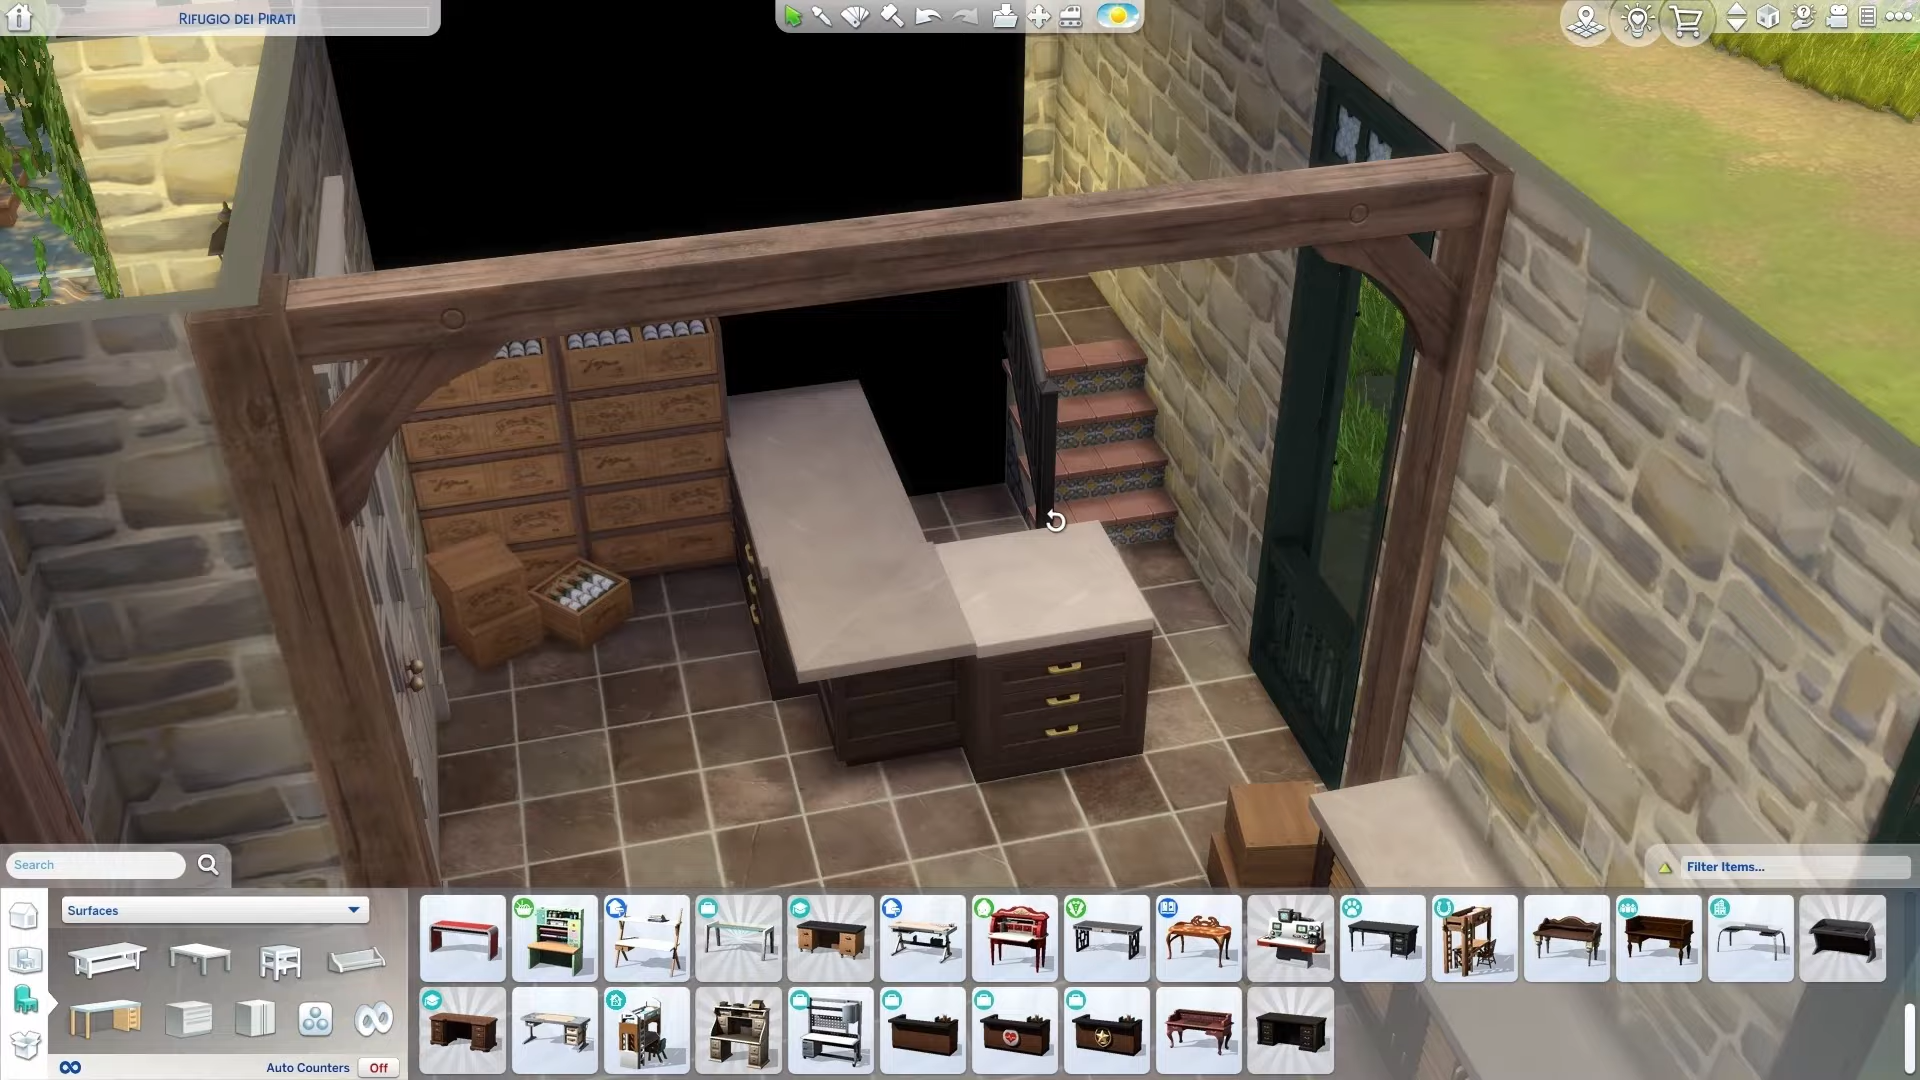 RIFUGIO DEI PIRATI
Search
Filter Items...
Surfaces
Auto Counters
Off